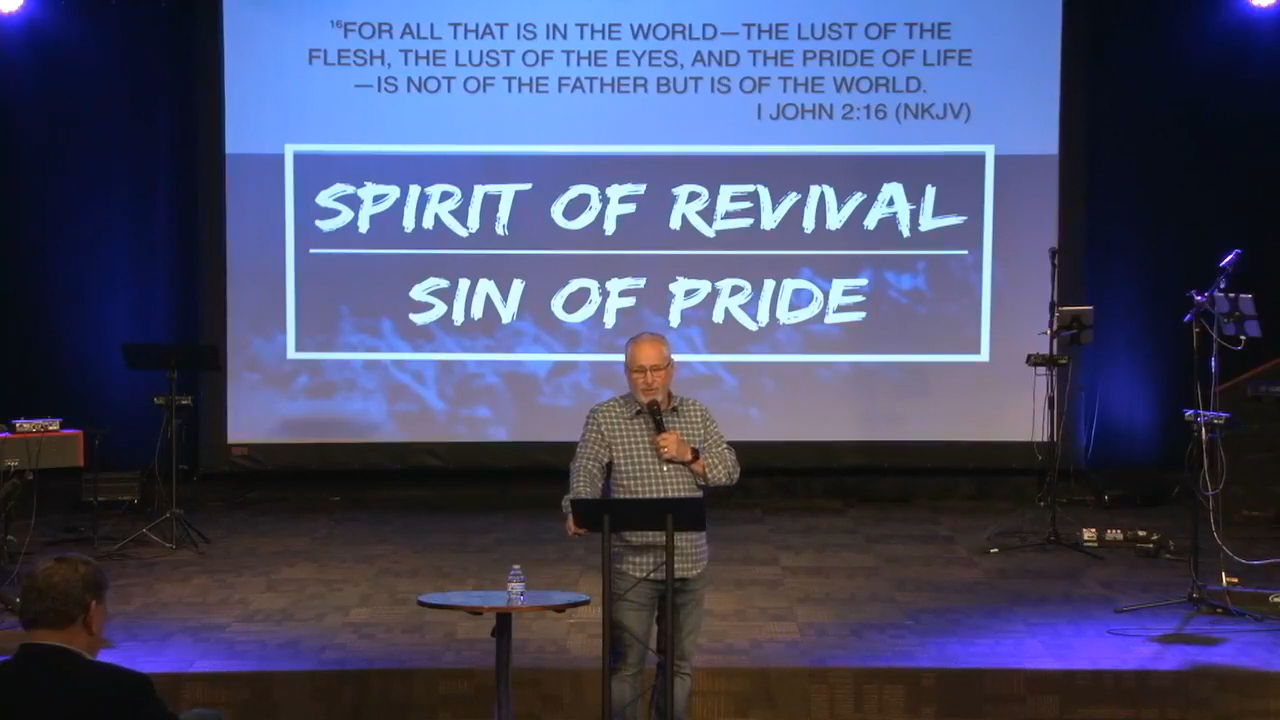 ¹⁶FOR ALL THAT IS IN THE WORLD—THE LUST OF THE
FLESH, THE LUST OF THE EYES, AND THE PRIDE OF LIFE
—IS NOT OF THE FATHER BUT IS OF THE WORLD.
I JOHN 2:16 (NKJV)
SPIRIT OF REVIVAL
SIN OF PRIDE